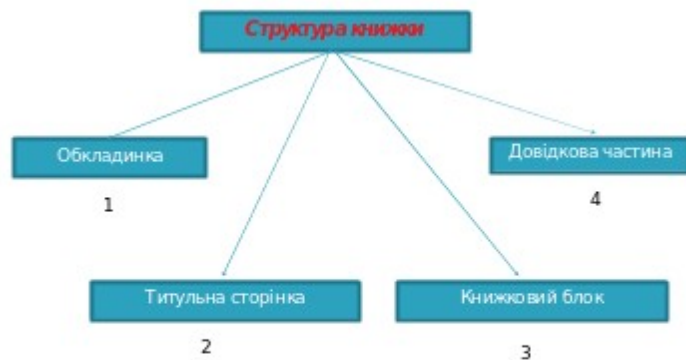 Структура книжки
Обкладинка
1
Довідкова частина
4
Титульна сторінка
2
Книжковий блок
3